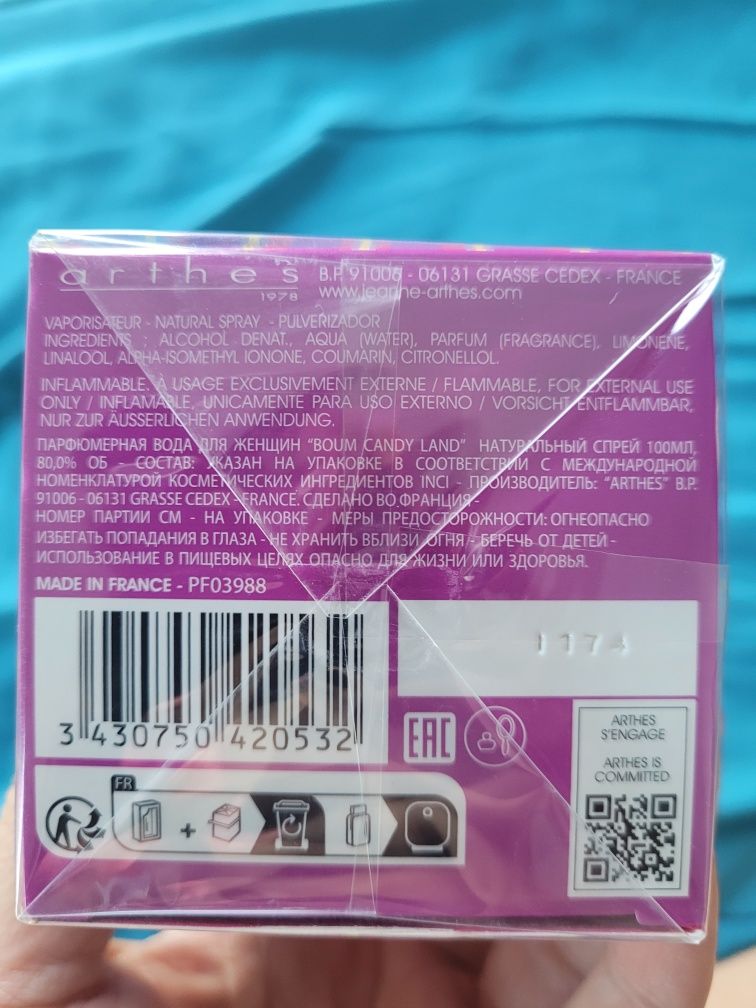 arthes
1978
B.P. 91006 - 06131 GRASSE CEDEX - FRANCE
www.jeanne-arthes.com
VAPORISATEUR - NATURAL SPRAY - PULVERIZADOR
INGREDIENTS : ALCOHOL DENAT., AQUA (WATER), PARFUM (FRAGRANCE), LIMONENE,
LINALOOL, ALPHA-ISOMETHYL IONONE, COUMARIN, CITRONELLOL.
INFLAMMABLE. À USAGE EXCLUSIVEMENT EXTERNE / FLAMMABLE, FOR EXTERNAL USE
ONLY / INFLAMABLE, UNICAMENTE PARA USO EXTERNO / VORSICHT ENTFLAMMBAR,
NUR ZUR ÄUSSERLICHEN ANWENDUNG.
ПАРФЮМЕРНАЯ ВОДА ДЛЯ ЖЕНЩИН "BOUM CANDY LAND" НАТУРАЛЬНЫЙ СПРЕЙ 100МЛ,
80,0% ОБ - СОСТАВ: УКАЗАН НА УПАКОВКЕ В СООТВЕТСТВИИ С МЕЖДУНАРОДНОЙ
НОМЕНКЛАТУРОЙ КОСМЕТИЧЕСКИХ ИНГРЕДИЕНТОВ INCI - ПРОИЗВОДИТЕЛЬ: "ARTHES" B.P.
91006 - 06131 GRASSE CEDEX - FRANCE. СДЕЛАНО ВО ФРАНЦИЯ -
НОМЕР ПАРТИИ СМ - НА УПАКОВКЕ - МЕРЫ ПРЕДОСТОРОЖНОСТИ: ОГНЕОПАСНО
ИЗБЕГАТЬ ПОПАДАНИЯ В ГЛАЗА - НЕ ХРАНИТЬ ВБЛИЗИ ОГНЯ - БЕРЕЧЬ ОТ ДЕТЕЙ -
ИСПОЛЬЗОВАНИЕ В ПИЩЕВЫХ ЦЕЛЯХ ОПАСНО ДЛЯ ЖИЗНИ ИЛИ ЗДОРОВЬЯ.
MADE IN FRANCE - PF03988
1174
3 430750 420532
EAC
ARTHES
S'ENGAGE
ARTHES IS
COMMITTED
FR